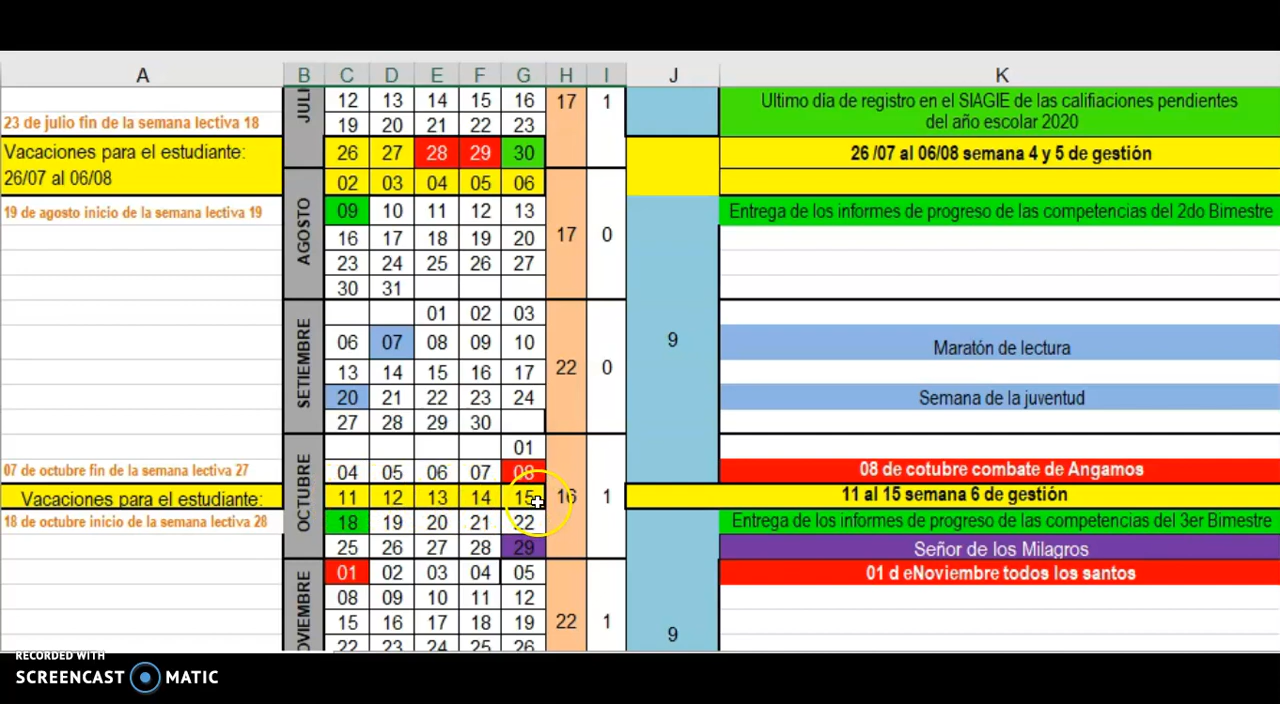 A B C D E F G H I J K
12 13 14 15 16 17 1 Ultimo día de registro en el SIAGIE de las califiaciones pendientes
del año escolar 2020
23 de julio fin de la semana lectiva 18 19 20 21 22 23
Vacaciones para el estudiante: 26 27 28 29 30 26 /07 al 06/08 semana 4 y 5 de gestión
26/07 al 06/08 02 03 04 05 06
AGOSTO
19 de agosto inicio de la semana lectiva 19 09 10 11 12 13 Entrega de los informes de progreso de las competencias del 2do Bimestre
16 17 18 19 20 17 0
23 24 25 26 27
30 31
SETIEMBRE
01 02 03
06 07 08 09 10 9 Maratón de lectura
13 14 15 16 17 22 0
20 21 22 23 24 Semana de la juventud
27 28 29 30
OCTUBRE
01
07 de octubre fin de la semana lectiva 27 04 05 06 07 08 08 de cotubre combate de Angamos
Vacaciones para el estudiante: 11 12 13 14 15 16 1 11 al 15 semana 6 de gestión
18 de octubre inicio de la semana lectiva 28 18 19 20 21 22 Entrega de los informes de progreso de las competencias del 3er Bimestre
25 26 27 28 29 Señor de los Milagros
01 02 03 04 05 01 d eNoviembre todos los santos
08 09 10 11 12
15 16 17 18 19 22 1 9
22 23 24 25 26
RECORDED WITH
SCREENCAST MATIC